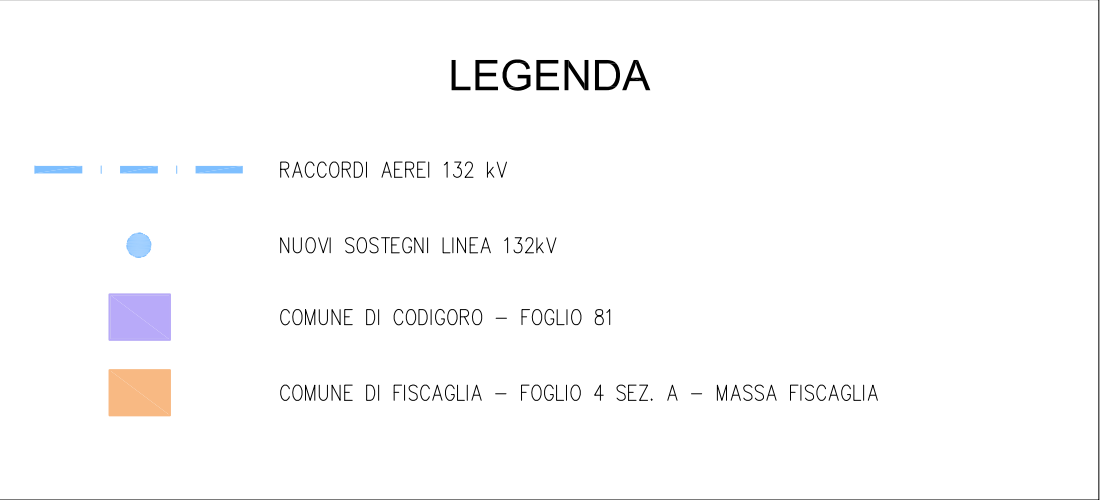 LEGENDA
RACCORDI AEREI 132 kV
NUOVI SOSTEGNI LINEA 132kV
COMUNE DI CODIGORO – FOGLIO 81
COMUNE DI FISCAGLIA – FOGLIO 4 SEZ. A – MASSA FISCAGLIA